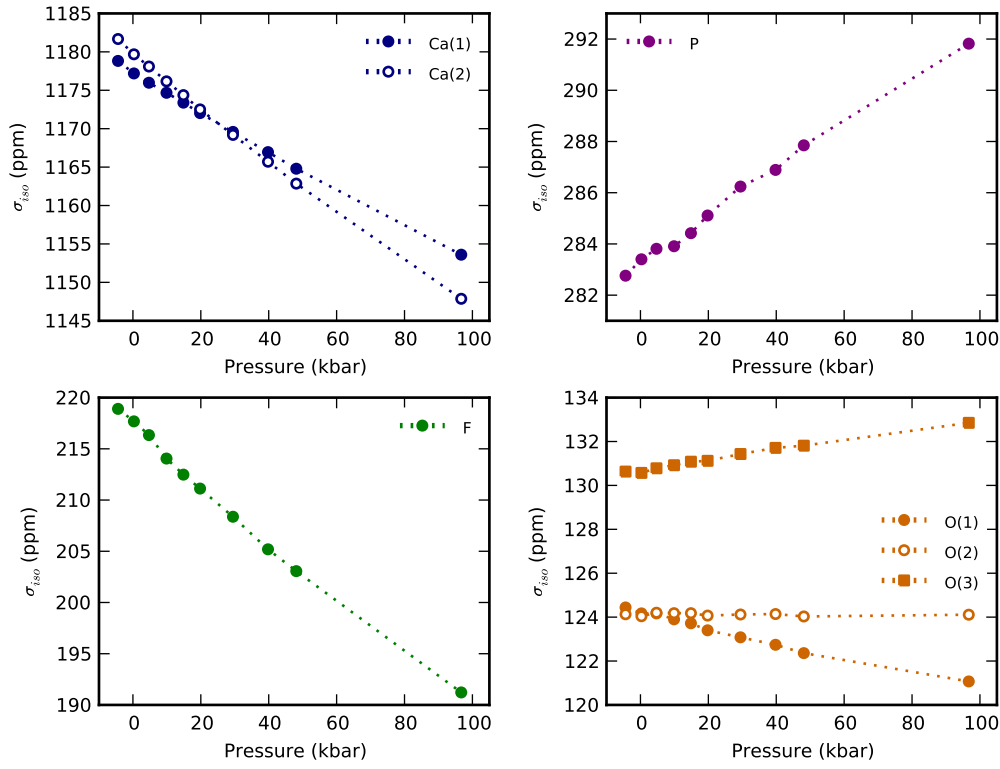 1185
1180
1175
1170
1165
1160
1155
1150
1145
σiso (ppm)
Ca(1)
Ca(2)
0 20 40 60 80 100
Pressure (kbar)
292
290
288
286
284
282
σiso (ppm)
P
0 20 40 60 80 100
Pressure (kbar)
220
215
210
205
200
195
190
σiso (ppm)
F
0 20 40 60 80 100
Pressure (kbar)
134
132
130
128
126
124
122
120
σiso (ppm)
O(1)
O(2)
O(3)
0 20 40 60 80 100
Pressure (kbar)